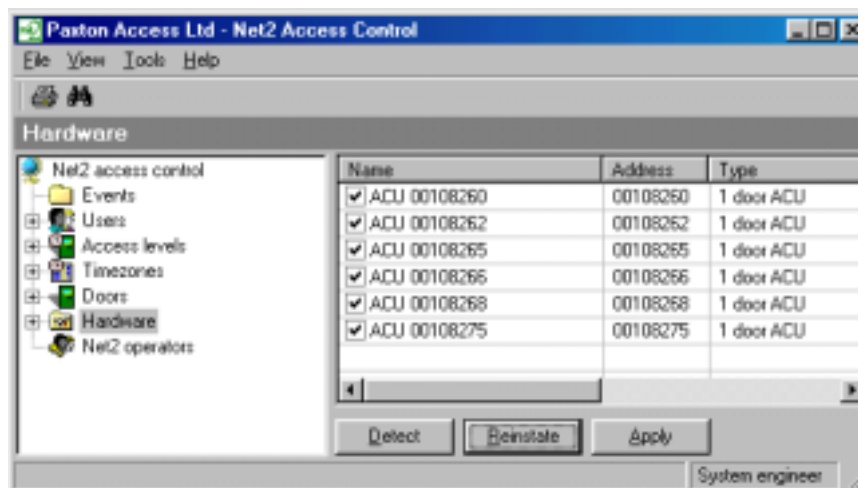 Paxton Access Ltd - Net2 Access Control
File View Tools Help
Hardware
Net2 access control
Events
Users
Access levels
Timezones
Doors
Hardware
Net2 operators
Name Address Type
ACU 00108260 00108260 1 door ACU
ACU 00108262 00108262 1 door ACU
ACU 00108265 00108265 1 door ACU
ACU 00108266 00108266 1 door ACU
ACU 00108268 00108268 1 door ACU
ACU 00108275 00108275 1 door ACU
Detect Reinstate Apply
System engineer